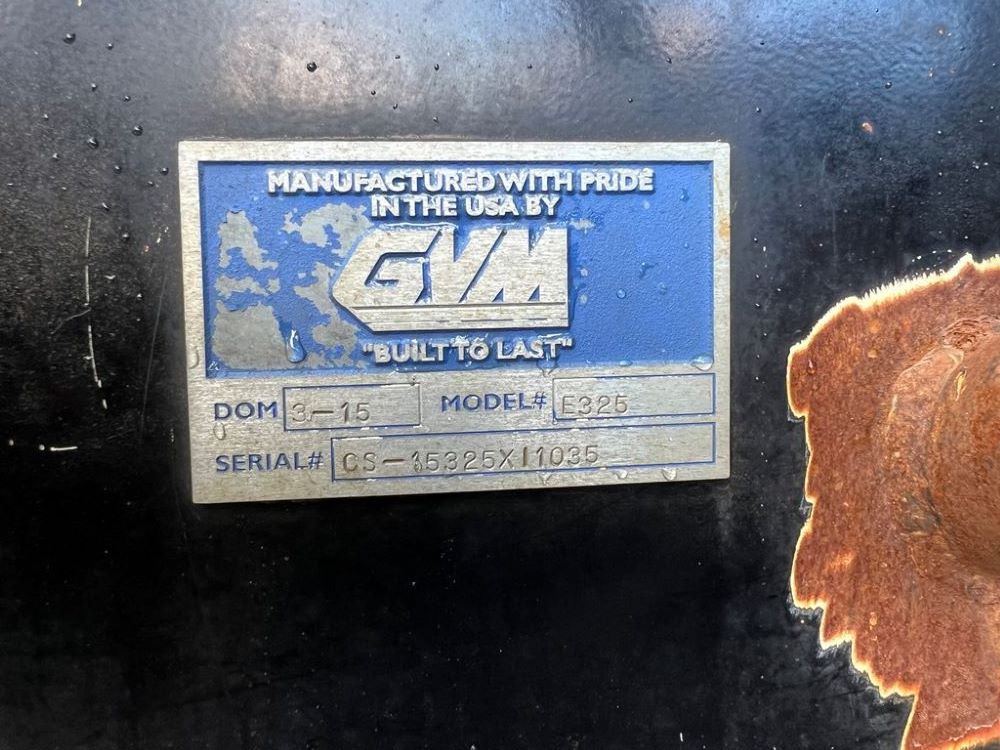 MANUFACTURED WITH PRIDE
IN THE USA BY
GVM
"BUILT TO LAST"
DOM 3-15 MODEL# E325
SERIAL# CS-15325X11035